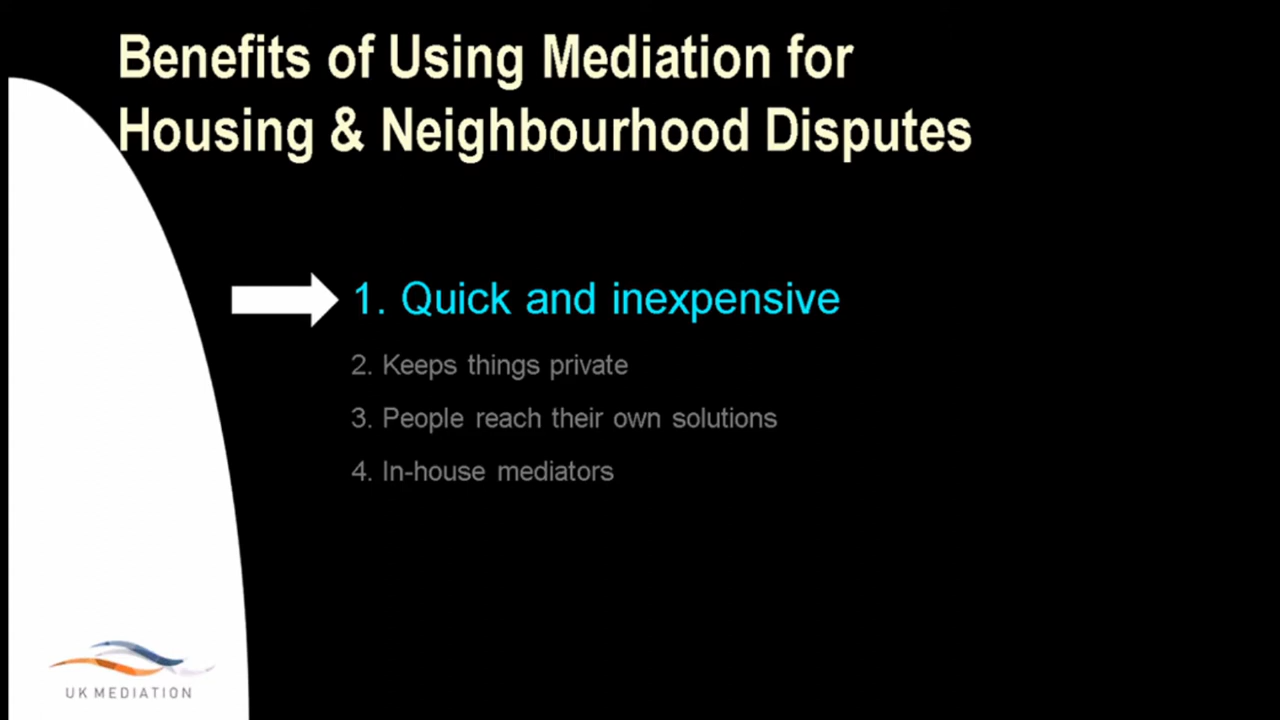 Benefits of Using Mediation for
Housing & Neighbourhood Disputes
1. Quick and inexpensive
2. Keeps things private
3. People reach their own solutions
4. In-house mediators
UK MEDIATION